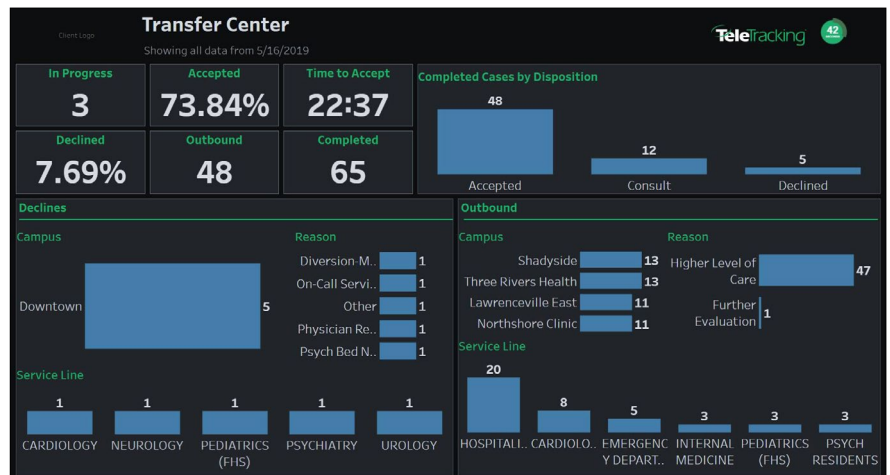 Client Logo
Transfer Center
Showing all data from 5/16/2019
TeleTracking
42
In Progress
3
Accepted
73.84%
Time to Accept
22:37
Declined
7.69%
Outbound
48
Completed
65
Completed Cases by Disposition
48
12
5
Accepted
Consult
Declined
Declines
Campus
Downtown
5
Reason
Diversion-M..
1
On-Call Servi..
1
Other
1
Physician Re..
1
Psych Bed N..
1
Service Line
1
1
1
1
1
CARDIOLOGY
NEUROLOGY
PEDIATRICS
(FHS)
PSYCHIATRY
UROLOGY
Outbound
Campus
Shadyside
13
Three Rivers Health
13
Lawrenceville East
11
Northshore Clinic
11
Reason
Higher Level of
Care
47
Further
Evaluation
1
Service Line
20
8
5
3
3
3
HOSPITALI..
CARDIOLO..
EMERGENC
Y DEPART..
INTERNAL
MEDICINE
PEDIATRICS
(FHS)
PSYCH
RESIDENTS